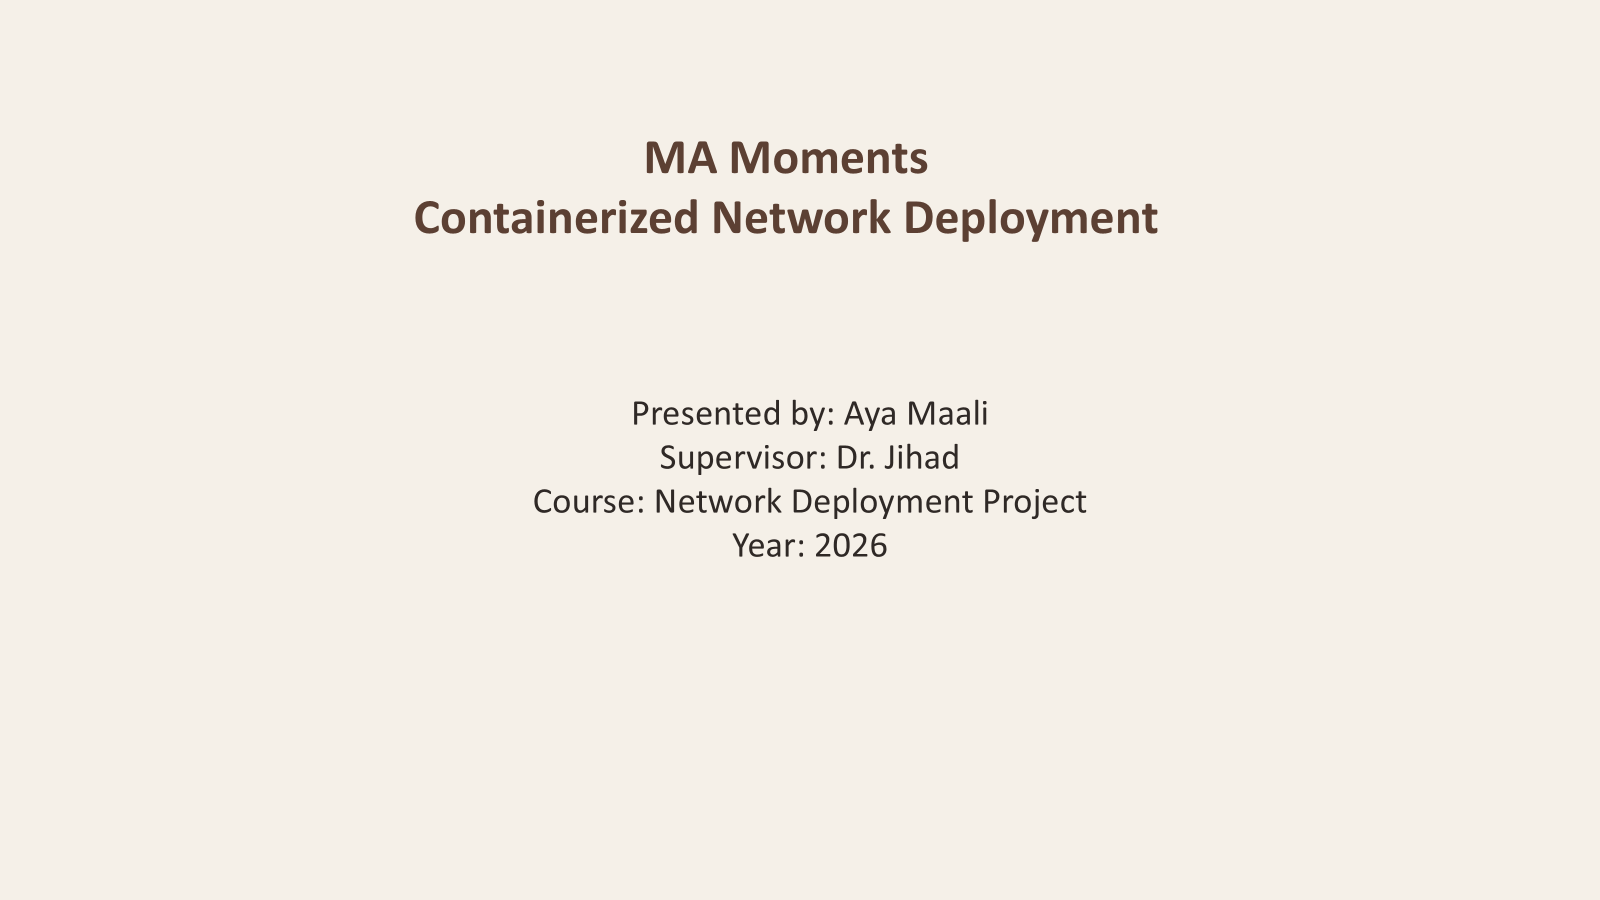 MA Moments
Containerized Network Deployment
Presented by: Aya Maali
Supervisor: Dr. Jihad
Course: Network Deployment Project
Year: 2026